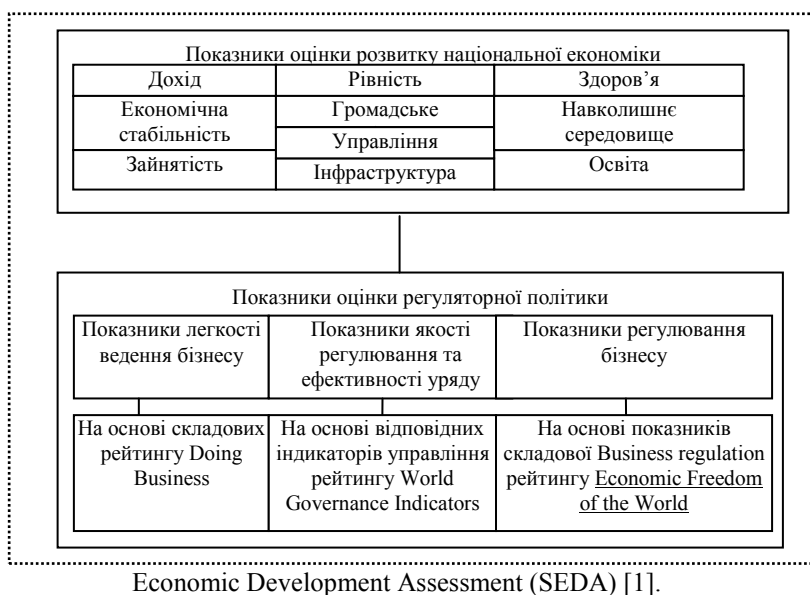 Показники оцінки розвитку національної економіки
Дохід
Рівність
Здоров’я
Економічна
стабільність
Громадське
Управління
Навколишнє
середовище
Зайнятість
Інфраструктура
Освіта
Показники оцінки регуляторної політики
Показники легкості
ведення бізнесу
Показники якості
регулювання та
ефективності уряду
Показники регулювання
бізнесу
На основі складових
рейтингу Doing
Business
На основі відповідних
індикаторів управління
рейтингу World
Governance Indicators
На основі показників
складової Business regulation
рейтингу Economic Freedom
of the World
Economic Development Assessment (SEDA) [1].